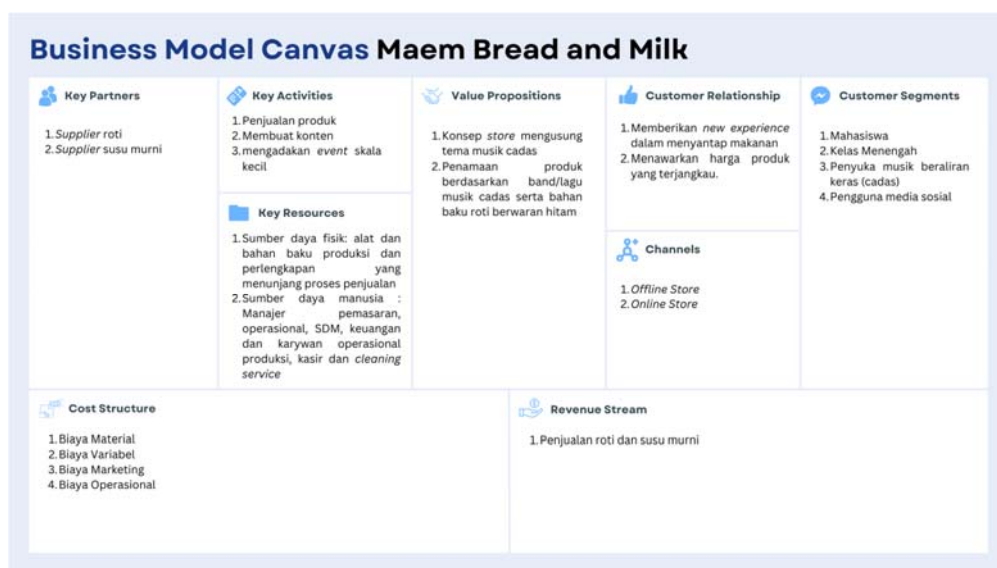 Business Model Canvas Maem Bread and Milk
Key Partners
1. Supplier roti
2. Supplier susu murni
Key Activities
1. Penjualan produk
2. Membuat konten
3. mengadakan event skala
kecil
Key Resources
1. Sumber daya fisik: alat dan
bahan baku produksi dan
perlengkapan yang
menunjang proses penjualan
2. Sumber daya manusia :
Manajer pemasaran,
operasional, SDM, keuangan
dan karywan operasional
produksi, kasir dan cleaning
service
Value Propositions
1. Konsep store mengusung
tema musik cadas
2. Penamaan produk
berdasarkan band/lagu
musik cadas serta bahan
baku roti berwaran hitam
Customer Relationship
1. Memberikan new experience
dalam menyantap makanan
2. Menawarkan harga produk
yang terjangkau.
Channels
1. Offline Store
2. Online Store
Customer Segments
1. Mahasiswa
2. Kelas Menengah
3. Penyuka musik beraliran
keras (cadas)
4. Pengguna media sosial
Cost Structure
1. Biaya Material
2. Biaya Variabel
3. Biaya Marketing
4. Biaya Operasional
Revenue Stream
1. Penjualan roti dan susu murni